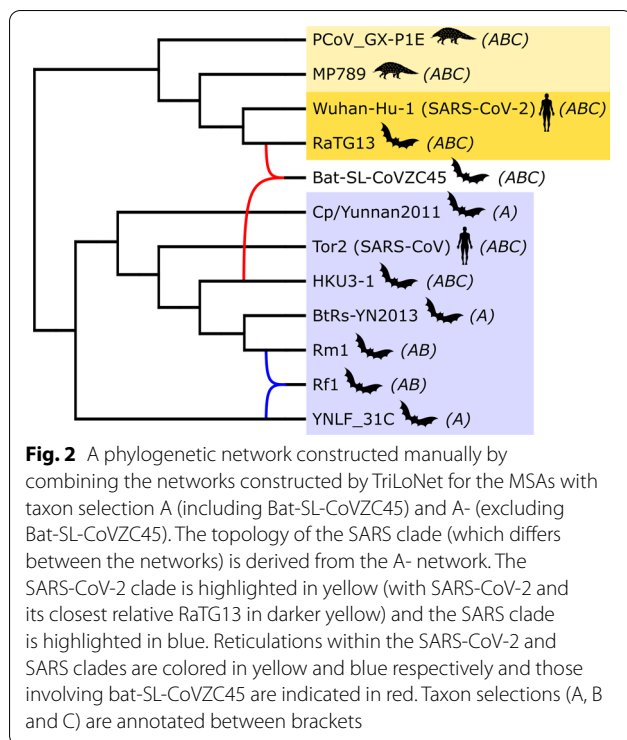 PCoV_GX-P1E (ABC)
MP789 (ABC)
Wuhan-Hu-1 (SARS-CoV-2) (ABC)
RaTG13 (ABC)
Bat-SL-CoVZC45 (ABC)
Cp/Yunnan2011 (A)
Tor2 (SARS-CoV) (ABC)
HKU3-1 (ABC)
BtRs-YN2013 (A)
Rm1 (AB)
Rf1 (AB)
YNLF_31C (A)
Fig. 2 A phylogenetic network constructed manually by
combining the networks constructed by TriLoNet for the MSAs with
taxon selection A (including Bat-SL-CoVZC45) and A- (excluding
Bat-SL-CoVZC45). The topology of the SARS clade (which differs
between the networks) is derived from the A- network. The
SARS-CoV-2 clade is highlighted in yellow (with SARS-CoV-2 and
its closest relative RaTG13 in darker yellow) and the SARS clade
is highlighted in blue. Reticulations within the SARS-CoV-2 and
SARS clades are colored in yellow and blue respectively and those
involving bat-SL-CoVZC45 are indicated in red. Taxon selections (A, B
and C) are annotated between brackets